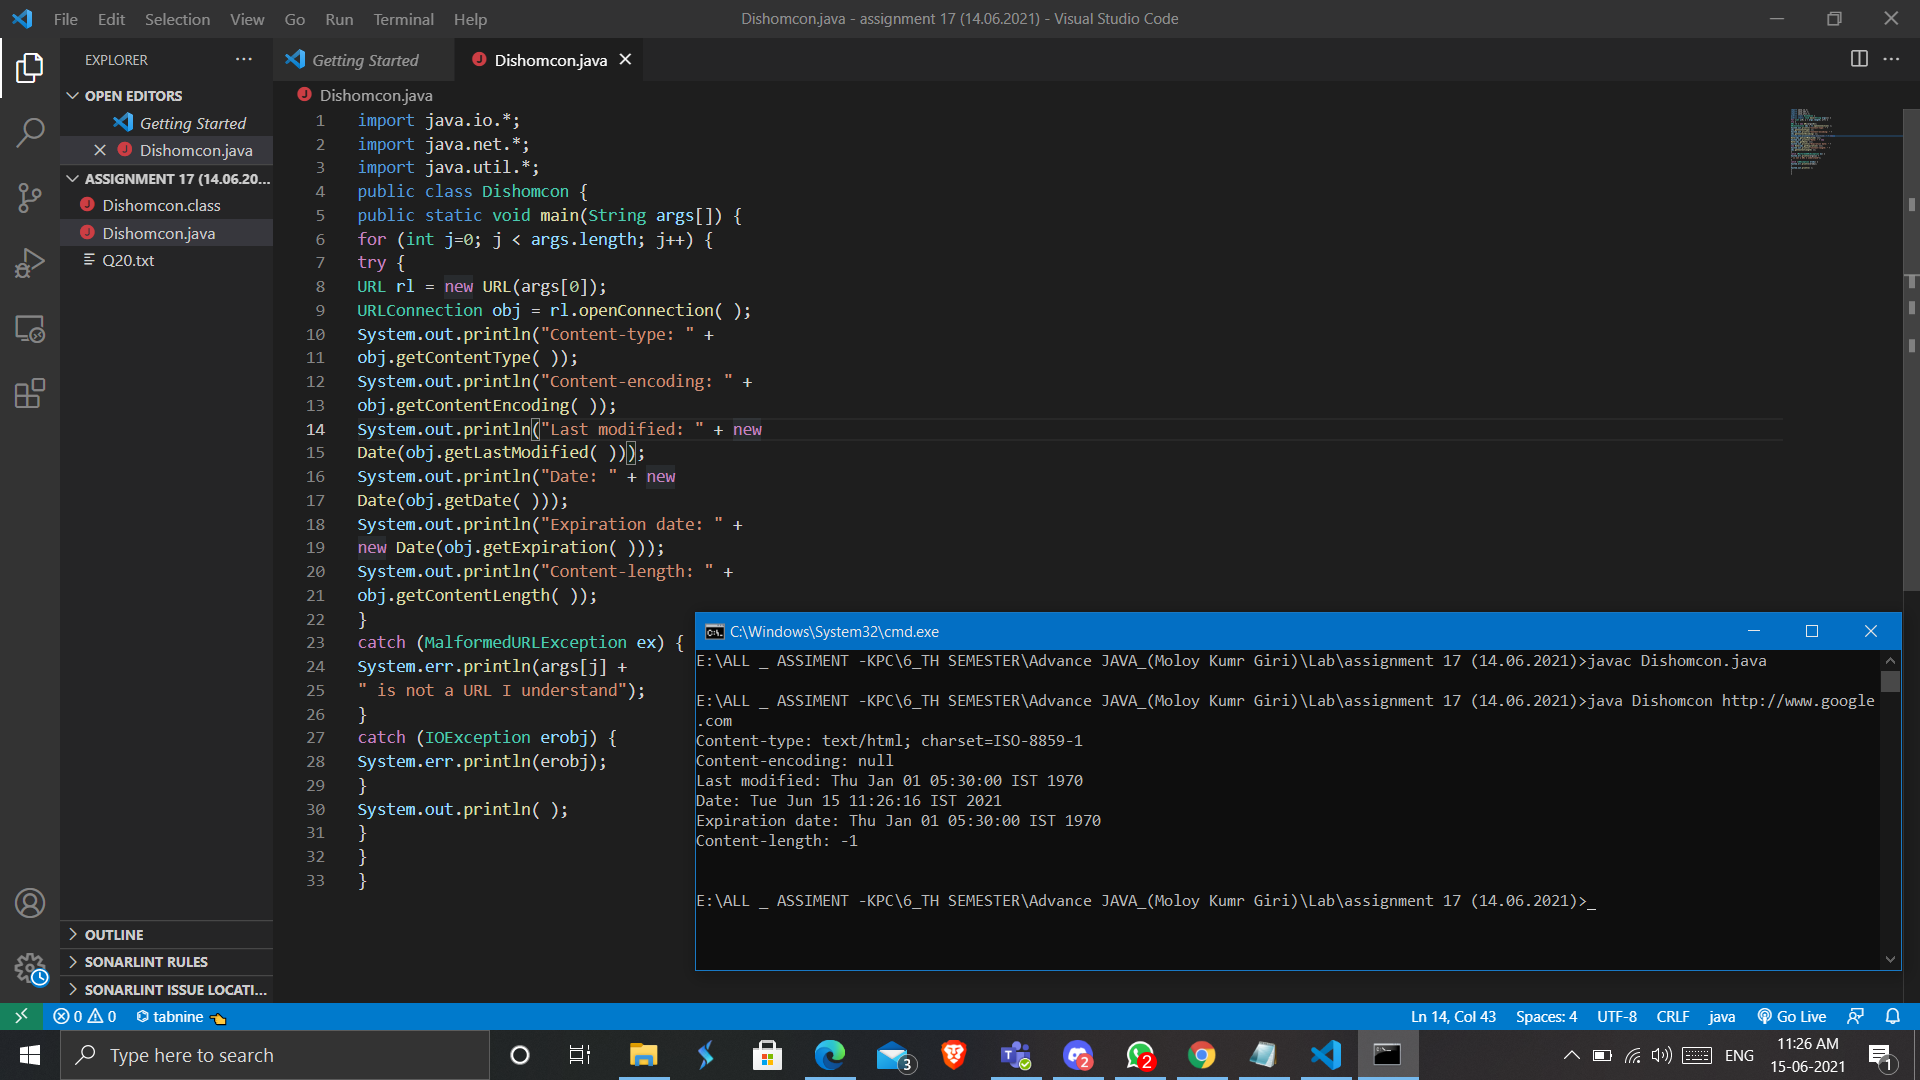 File Edit Selection View Go Run Terminal Help
Dishomcon.java - assignment 17 (14.06.2021) - Visual Studio Code
EXPLORER
OPEN EDITORS
Getting Started
Dishomcon.java
ASSIGNMENT 17 (14.06.20...
Dishomcon.class
Dishomcon.java
Q20.txt
OUTLINE
SONARLINT RULES
SONARLINT ISSUE LOCATI...
Getting Started
Dishomcon.java
Dishomcon.java
1 import java.io.*;
2 import java.net.*;
3 import java.util.*;
4 public class Dishomcon {
5 public static void main(String args[]) {
6 for (int j=0; j < args.length; j++) {
7 try {
8 URL rl = new URL(args[0]);
9 URLConnection obj = rl.openConnection( );
10 System.out.println("Content-type: " +
11 obj.getContentType( ));
12 System.out.println("Content-encoding: " +
13 obj.getContentEncoding( ));
14 System.out.println("Last modified: " + new
15 Date(obj.getLastModified( )));
16 System.out.println("Date: " + new
17 Date(obj.getDate( )));
18 System.out.println("Expiration date: " +
19 new Date(obj.getExpiration( )));
20 System.out.println("Content-length: " +
21 obj.getContentLength( ));
22 }
23 catch (MalformedURLException ex) {
24 System.err.println(args[j] +
25 " is not a URL I understand");
26 }
27 catch (IOException erobj) {
28 System.err.println(erobj);
29 }
30 System.out.println( );
31 }
32 }
33 }
C:\Windows\System32\cmd.exe
E:\ALL _ ASSIMENT -KPC\6_TH SEMESTER\Advance JAVA_(Moloy Kumr Giri)\Lab\assignment 17 (14.06.2021)>javac Dishomcon.java
E:\ALL _ ASSIMENT -KPC\6_TH SEMESTER\Advance JAVA_(Moloy Kumr Giri)\Lab\assignment 17 (14.06.2021)>java Dishomcon http://www.google
.com
Content-type: text/html; charset=ISO-8859-1
Content-encoding: null
Last modified: Thu Jan 01 05:30:00 IST 1970
Date: Tue Jun 15 11:26:16 IST 2021
Expiration date: Thu Jan 01 05:30:00 IST 1970
Content-length: -1
E:\ALL _ ASSIMENT -KPC\6_TH SEMESTER\Advance JAVA_(Moloy Kumr Giri)\Lab\assignment 17 (14.06.2021)>_
0 0 tabnine
Ln 14, Col 43 Spaces: 4 UTF-8 CRLF java Go Live
Type here to search
3
2
2
ENG
11:26 AM
15-06-2021
1